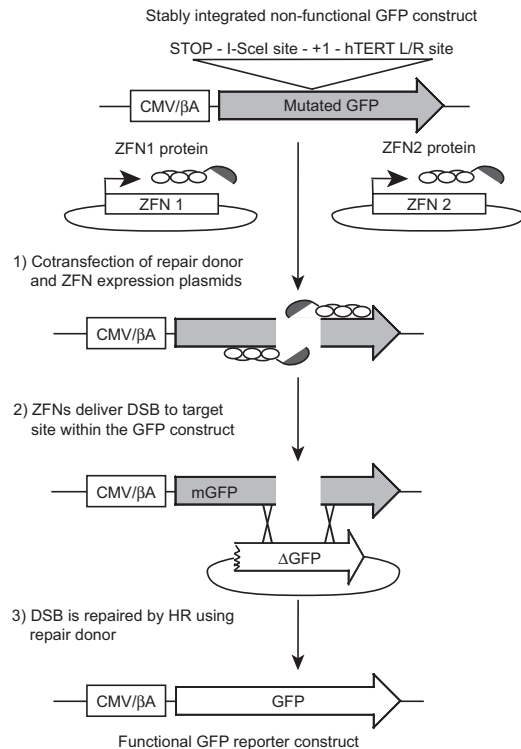 Stably integrated non-functional GFP construct
STOP - I-SceI site - +1 - hTERT L/R site
CMV/βA
Mutated GFP
ZFN1 protein
ZFN2 protein
ZFN 1
ZFN 2
1) Cotransfection of repair donor
and ZFN expression plasmids
CMV/βA
2) ZFNs deliver DSB to target
site within the GFP construct
CMV/βA
mGFP
ΔGFP
3) DSB is repaired by HR using
repair donor
CMV/βA
GFP
Functional GFP reporter construct